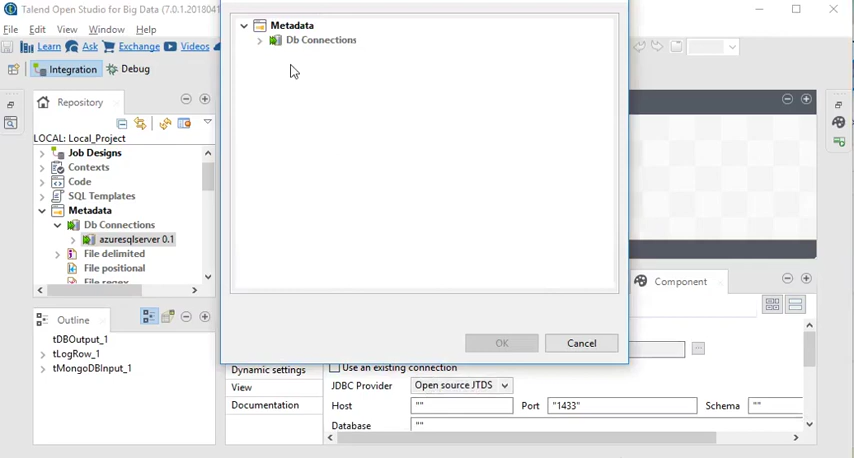 Talend Open Studio for Big Data (7.0.1.2018041
File Edit View Window Help
Learn Ask Exchange Videos
Integration Debug
Repository
LOCAL: Local_Project
Job Designs
Contexts
Code
SQL Templates
Metadata
Db Connections
azuresqlserver 0.1
File delimited
File positional
File regex
Outline
tDBOutput_1
tLogRow_1
tMongoDBInput_1
Metadata
Db Connections
OK Cancel
Component
Dynamic settings
View
Documentation
Use an existing connection
JDBC Provider Open source JTDS
Host "" Port "1433" Schema ""
Database ""